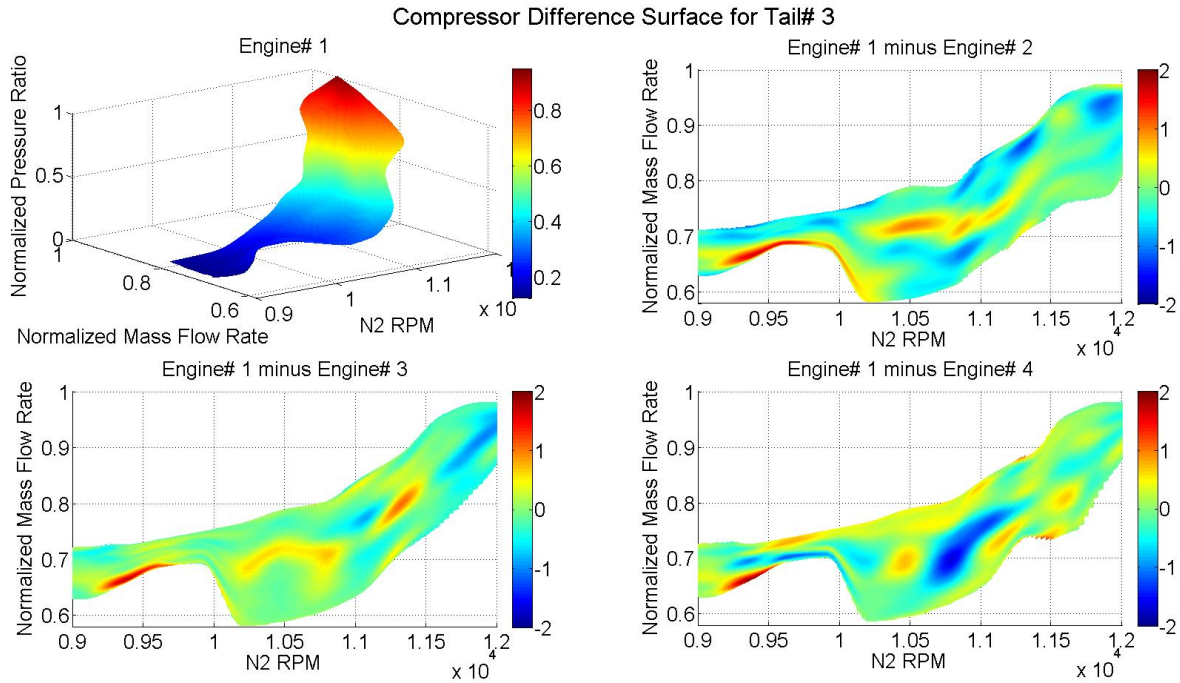 Compressor Difference Surface for Tail# 3
Engine# 1
Normalized Pressure Ratio
1
0.5
0
1
0.8
0.6
Normalized Mass Flow Rate
0.9
1
1.1
1
x 10
N2 RPM
0.8
0.6
0.4
0.2
Engine# 1 minus Engine# 2
Normalized Mass Flow Rate
1
0.9
0.8
0.7
0.6
0.9 0.95 1 1.05 1.1 1.15 1.2
N2 RPM
x 10^4
2
1
0
-1
-2
Engine# 1 minus Engine# 3
Normalized Mass Flow Rate
1
0.9
0.8
0.7
0.6
0.9 0.95 1 1.05 1.1 1.15 1.2
N2 RPM
x 10^4
2
1
0
-1
-2
Engine# 1 minus Engine# 4
Normalized Mass Flow Rate
1
0.9
0.8
0.7
0.6
0.9 0.95 1 1.05 1.1 1.15 1.2
N2 RPM
x 10^4
2
1
0
-1
-2